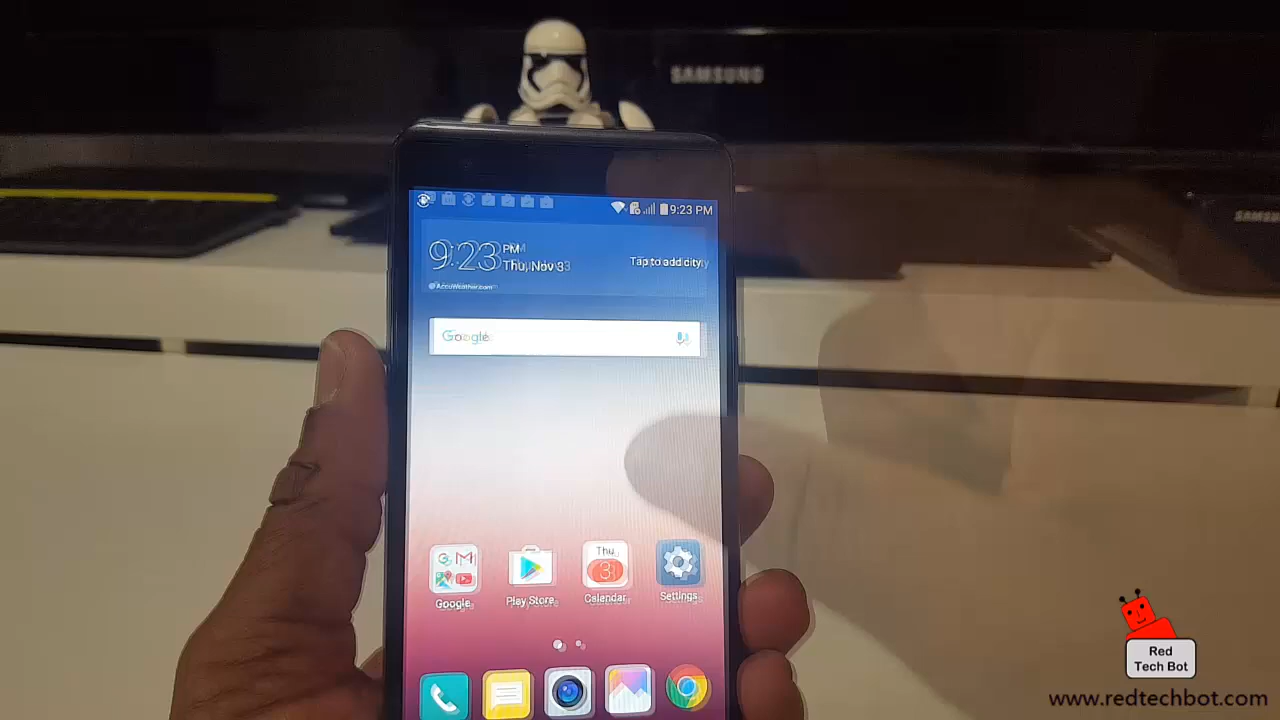 SAMSUNG
SAMSUNG
9:23 PM
9:23 PM
Thu, Nov 3
Tap to add city
AccuWeather.com
Google
Thu
3
Google
Play Store
Calendar
Settings
Red
Tech Bot
www.redtechbot.com